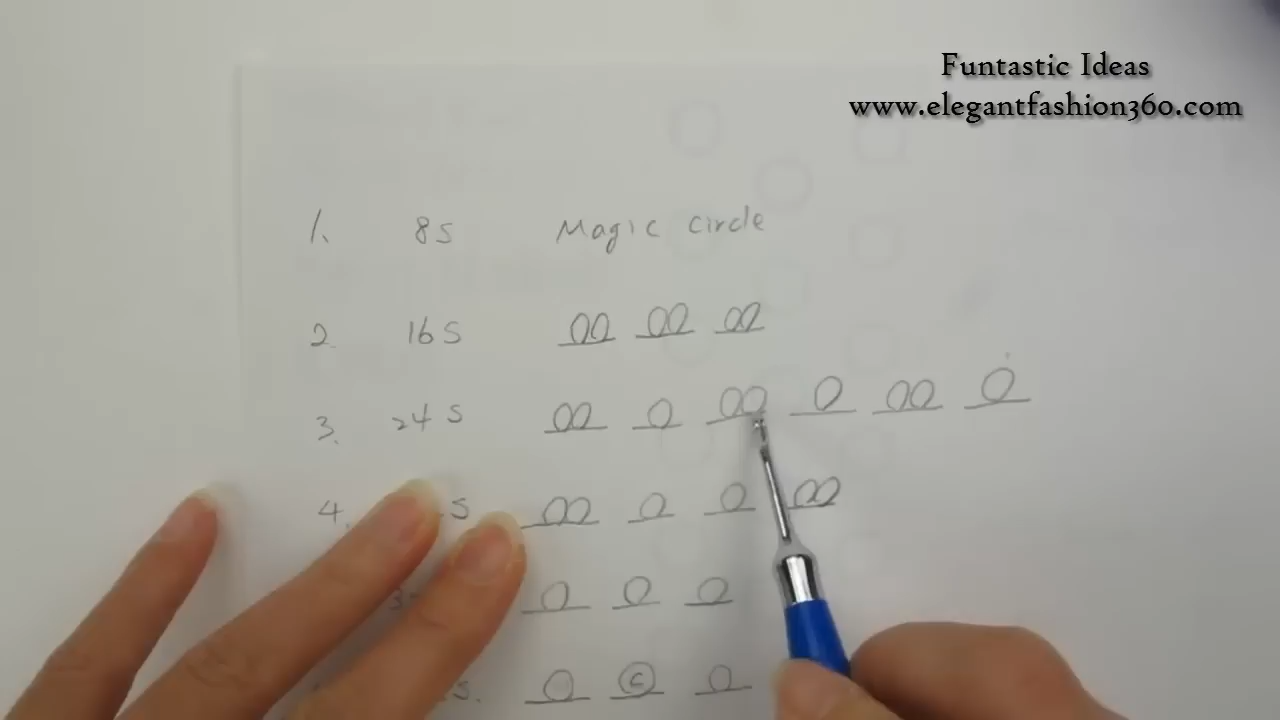 Funtastic Ideas
www.elegantfashion360.com
1. 8S Magic Circle
2. 16S
3. 24S
4. S
S.
C